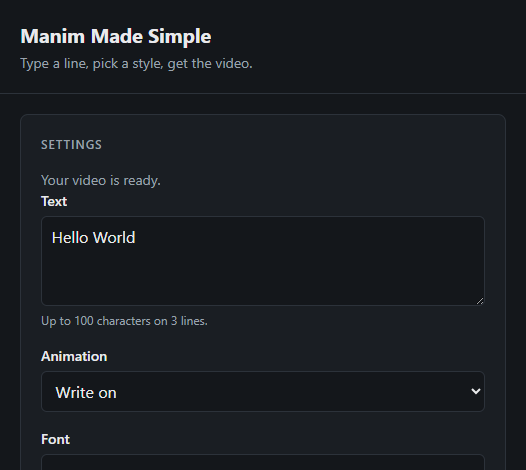 Manim Made Simple
Type a line, pick a style, get the video.
SETTINGS
Your video is ready.
Text
Hello World
Up to 100 characters on 3 lines.
Animation
Write on
Font